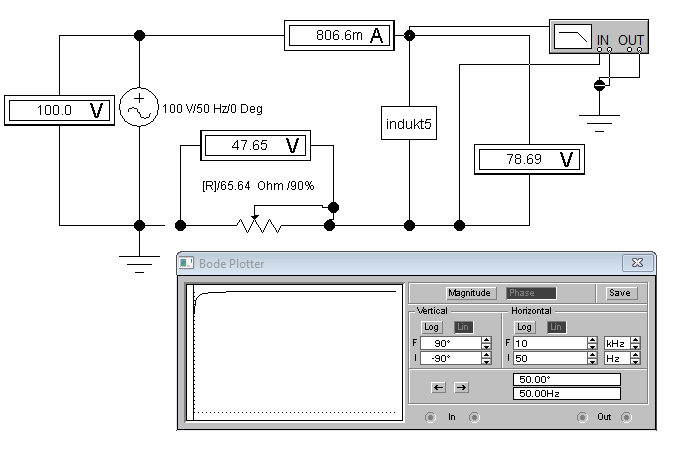 806.6m A
IN OUT
100.0 V
100 V/50 Hz/0 Deg
indukt5
47.65 V
78.69 V
[R]/65.64 Ohm /90%
Bode Plotter
Magnitude Phase Save
Vertical Horizontal
Log Lin Log Lin
F 90° F 10 kHz
I -90° I 50 Hz
50.00°
50.00Hz
In Out